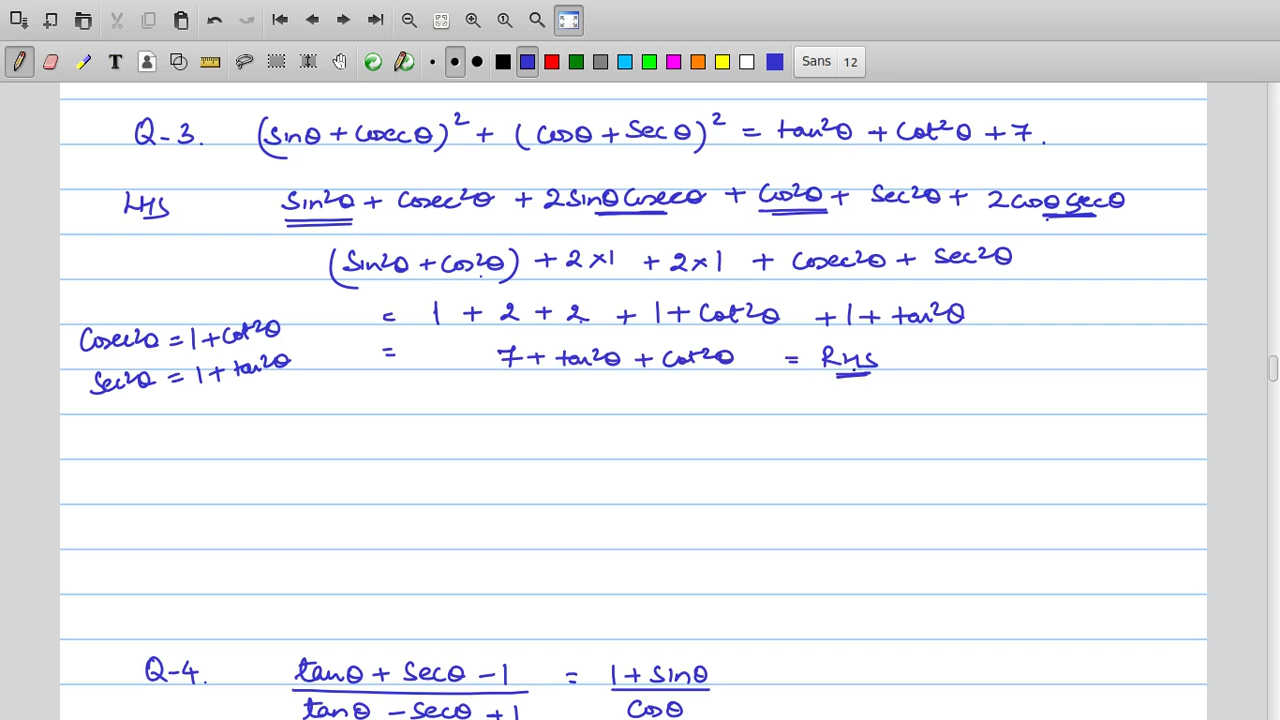 Sans 12
Q-3. (sinθ + cosecθ)² + (cosθ + secθ)² = tan²θ + cot²θ + 7.
LHS sin²θ + cosec²θ + 2sinθcosecθ + cos²θ + sec²θ + 2cosθsecθ
(sin²θ + cos²θ) + 2×1 + 2×1 + cosec²θ + sec²θ
= 1 + 2 + 2 + 1 + cot²θ + 1 + tan²θ
cosec²θ = 1 + cot²θ
= 7 + tan²θ + cot²θ = RHS
sec²θ = 1 + tan²θ
Q-4. tanθ + secθ - 1 = 1 + sinθ
tanθ - secθ + 1 cosθ